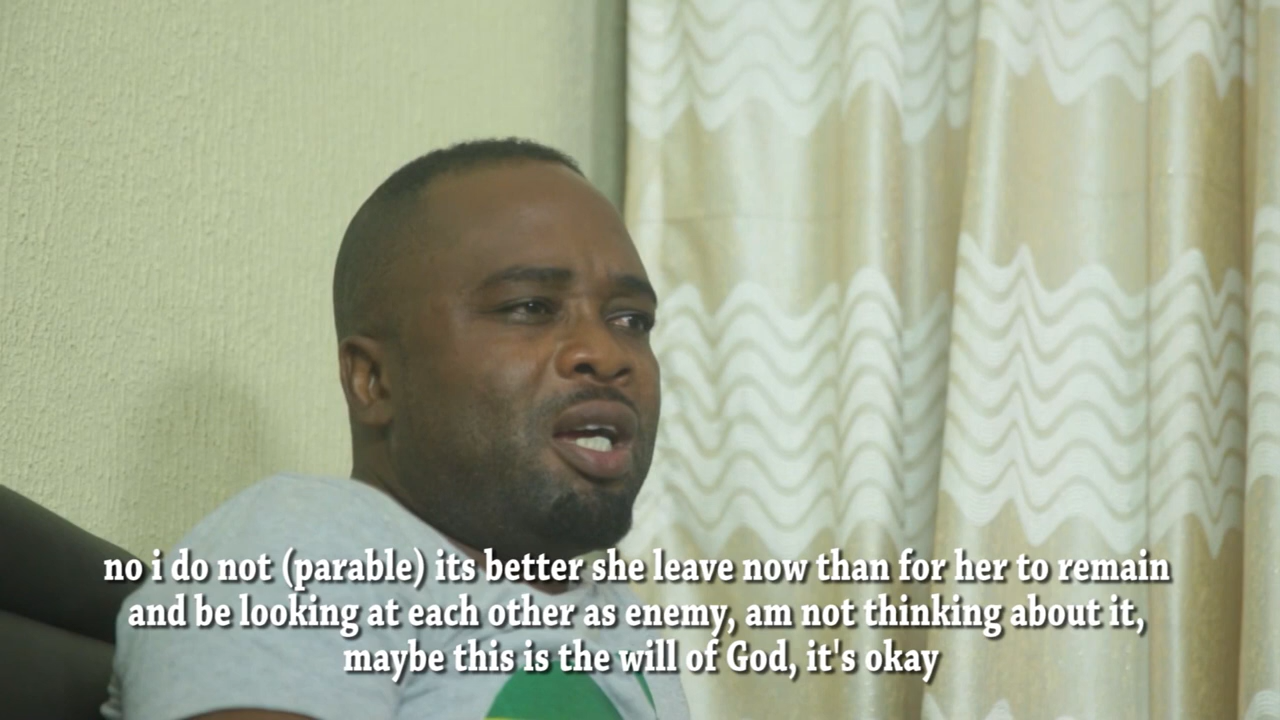 no i do not (parable) its better she leave now than for her to remain
and be looking at each other as enemy, am not thinking about it,
maybe this is the will of God, it's okay